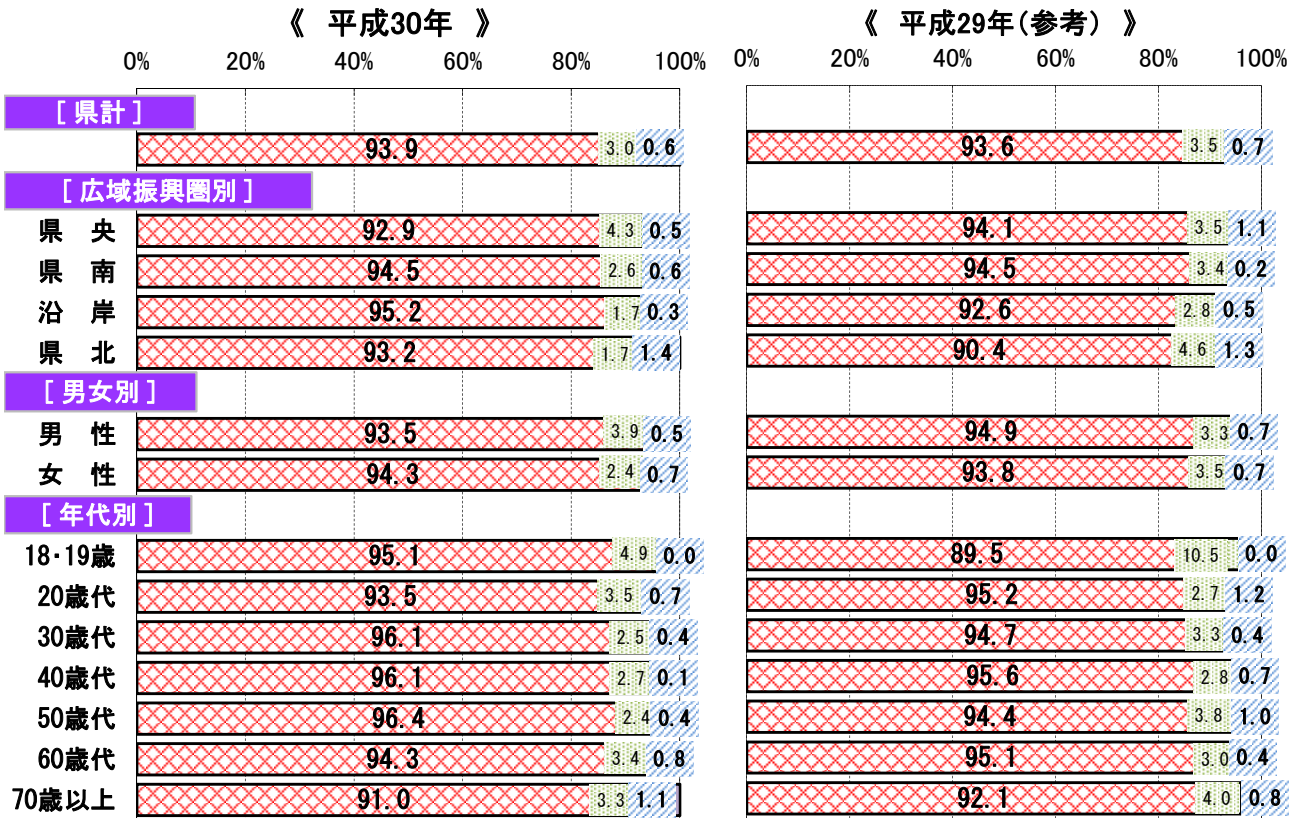 《 平成30年 》
0% 20% 40% 60% 80% 100%
《 平成29年(参考) 》
0% 20% 40% 60% 80% 100%
[ 県計 ]
93.9 3.0 0.6 93.6 3.5 0.7
[ 広域振興圏別 ]
県 央 92.9 4.3 0.5 94.1 3.5 1.1
県 南 94.5 2.6 0.6 94.5 3.4 0.2
沿 岸 95.2 1.7 0.3 92.6 2.8 0.5
県 北 93.2 1.7 1.4 90.4 4.6 1.3
[ 男女別 ]
男 性 93.5 3.9 0.5 94.9 3.3 0.7
女 性 94.3 2.4 0.7 93.8 3.5 0.7
[ 年代別 ]
18・19歳 95.1 4.9 0.0 89.5 10.5 0.0
20歳代 93.5 3.5 0.7 95.2 2.7 1.2
30歳代 96.1 2.5 0.4 94.7 3.3 0.4
40歳代 96.1 2.7 0.1 95.6 2.8 0.7
50歳代 96.4 2.4 0.4 94.4 3.8 1.0
60歳代 94.3 3.4 0.8 95.1 3.0 0.4
70歳以上 91.0 3.3 1.1 92.1 4.0 0.8